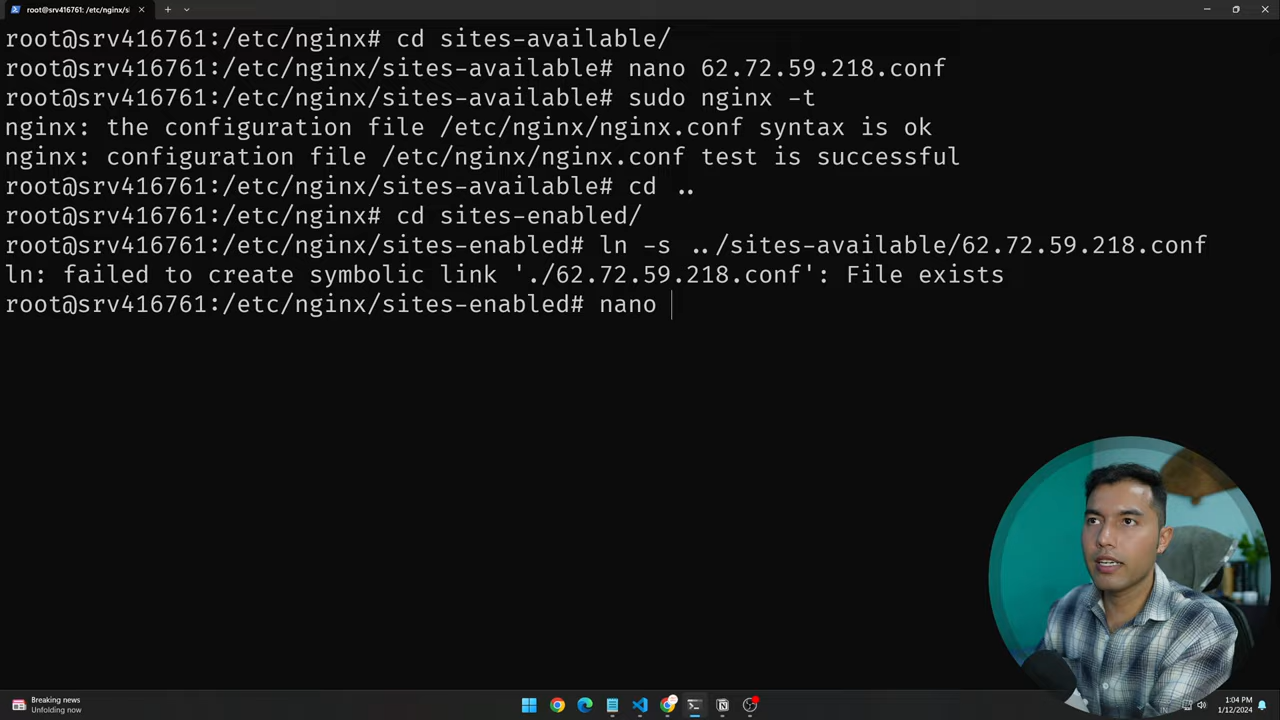 root@srv416761: /etc/nginx/si
root@srv416761:/etc/nginx# cd sites-available/
root@srv416761:/etc/nginx/sites-available# nano 62.72.59.218.conf
root@srv416761:/etc/nginx/sites-available# sudo nginx -t
nginx: the configuration file /etc/nginx/nginx.conf syntax is ok
nginx: configuration file /etc/nginx/nginx.conf test is successful
root@srv416761:/etc/nginx/sites-available# cd ..
root@srv416761:/etc/nginx# cd sites-enabled/
root@srv416761:/etc/nginx/sites-enabled# ln -s ../sites-available/62.72.59.218.conf
ln: failed to create symbolic link './62.72.59.218.conf': File exists
root@srv416761:/etc/nginx/sites-enabled# nano
Breaking news
Unfolding now
1:04 PM
1/12/2024